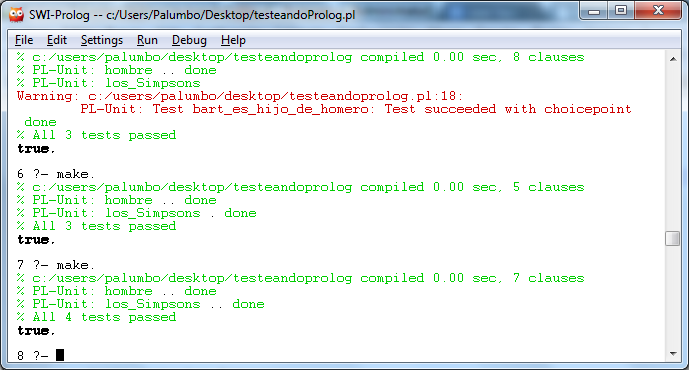 SWI-Prolog -- c:/Users/Palumbo/Desktop/testeandoProlog.pl
File Edit Settings Run Debug Help
% c:/users/palumbo/desktop/testeandoprolog compiled 0.00 sec, 8 clauses
% PL-Unit: hombre .. done
% PL-Unit: los_Simpsons
Warning: c:/users/palumbo/desktop/testeandoprolog.pl:18:
PL-Unit: Test bart_es_hijo_de_homero: Test succeeded with choicepoint
done
% All 3 tests passed
true.
6 ?- make.
% c:/users/palumbo/desktop/testeandoprolog compiled 0.00 sec, 5 clauses
% PL-Unit: hombre .. done
% PL-Unit: los_Simpsons . done
% All 3 tests passed
true.
7 ?- make.
% c:/users/palumbo/desktop/testeandoprolog compiled 0.00 sec, 7 clauses
% PL-Unit: hombre .. done
% PL-Unit: los_Simpsons .. done
% All 4 tests passed
true.
8 ?-